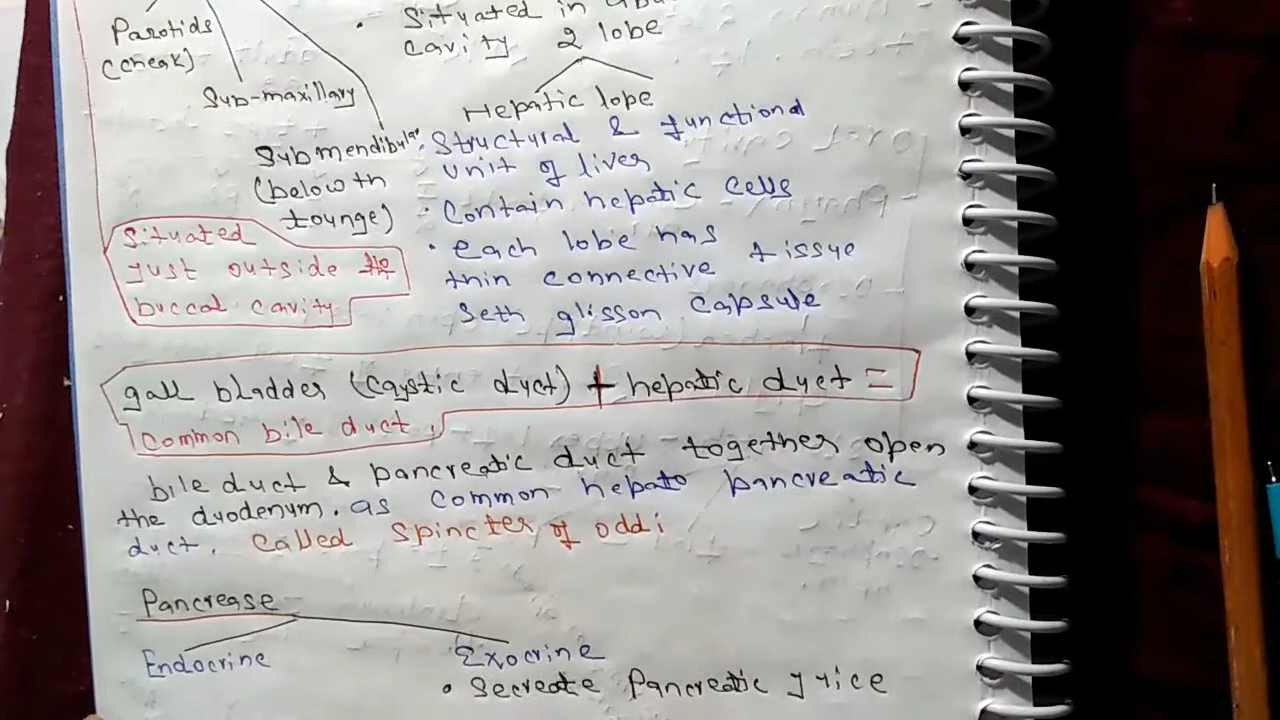 Parotids
(cheak)
Sub-maxillary
Submendibular
(below th
tounge)
Situated
just outside the
buccal cavity
• Situated in
cavity 2 lobe
Hepatic lobe
• Structural & functional
unit of liver
• Contain hepatic cells
• each lobe has
thin connective tissue
Seth glisson capsule
gall bladder (Cqystic duct) + hepatic duct =
Common bile duct.
bile duct & pancreatic duct together open
the duodenum. as common hepato pancreatic
duct. Called Spincter of oddi
Pancrease
Endocrine
Exocrine
• Secreate Pancreatic juice